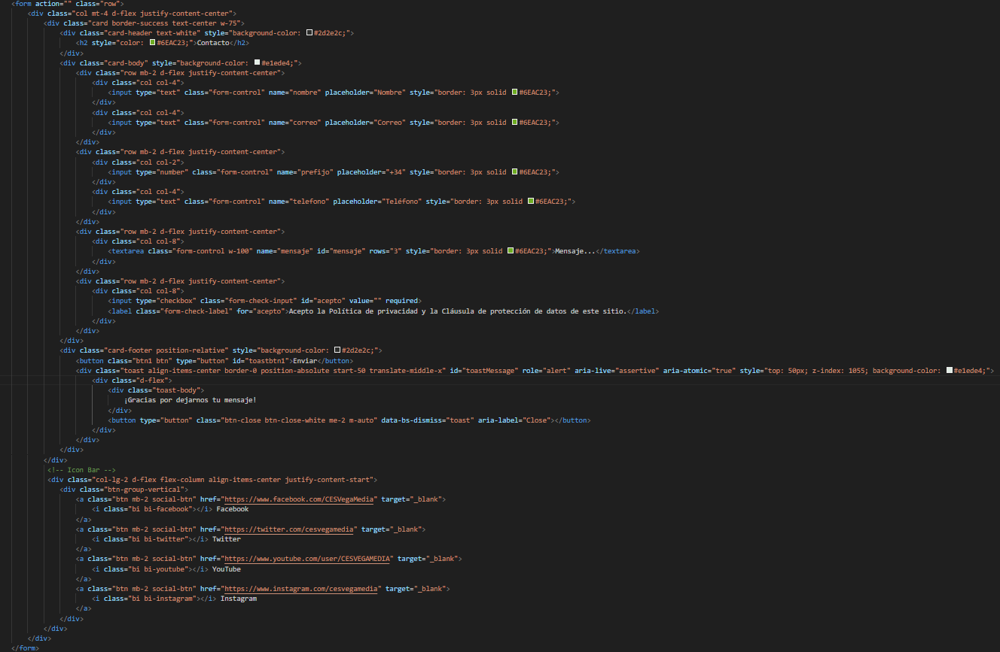 <form action="" class="row">
<div class="col mt-4 d-flex justify-content-center">
<div class="card border-success text-center w-75">
<div class="card-header text-white" style="background-color: #2d2e2c;">
<h2 style="color: #6EAC23;">Contacto</h2>
</div>
<div class="card-body" style="background-color: #e1ede4;">
<div class="row mb-2 d-flex justify-content-center">
<div class="col col-4">
<input type="text" class="form-control" name="nombre" placeholder="Nombre" style="border: 3px solid #6EAC23;">
</div>
<div class="col col-4">
<input type="text" class="form-control" name="correo" placeholder="Correo" style="border: 3px solid #6EAC23;">
</div>
</div>
<div class="row mb-2 d-flex justify-content-center">
<div class="col col-2">
<input type="number" class="form-control" name="prefijo" placeholder="+34" style="border: 3px solid #6EAC23;">
</div>
<div class="col col-4">
<input type="text" class="form-control" name="telefono" placeholder="Teléfono" style="border: 3px solid #6EAC23;">
</div>
</div>
<div class="row mb-2 d-flex justify-content-center">
<div class="col col-8">
<textarea class="form-control w-100" name="mensaje" id="mensaje" rows="3" style="border: 3px solid #6EAC23;">Mensaje...</textarea>
</div>
</div>
<div class="row mb-2 d-flex justify-content-center">
<div class="col col-8">
<input type="checkbox" class="form-check-input" id="acepto" value="" required>
<label class="form-check-label" for="acepto">Acepto la Política de privacidad y la Cláusula de protección de datos de este sitio.</label>
</div>
</div>
</div>
<div class="card-footer position-relative" style="background-color: #2d2e2c;">
<button class="btn1 btn" type="button" id="toastbtn1">Enviar</button>
<div class="toast align-items-center border-0 position-absolute start-50 translate-middle-x" id="toastMessage" role="alert" aria-live="assertive" aria-atomic="true" style="top: 50px; z-index: 1055; background-color: #e1ede4;">
<div class="d-flex">
<div class="toast-body">
¡Gracias por dejarnos tu mensaje!
</div>
<button type="button" class="btn-close btn-close-white me-2 m-auto" data-bs-dismiss="toast" aria-label="Close"></button>
</div>
</div>
</div>
</div>
<!-- Icon Bar -->
<div class="col-lg-2 d-flex flex-column align-items-center justify-content-start">
<div class="btn-group-vertical">
<a class="btn mb-2 social-btn" href="https://www.facebook.com/CESVegaMedia" target="_blank">
<i class="bi bi-facebook"></i> Facebook
</a>
<a class="btn mb-2 social-btn" href="https://twitter.com/cesvegamedia" target="_blank">
<i class="bi bi-twitter"></i> Twitter
</a>
<a class="btn mb-2 social-btn" href="https://www.youtube.com/user/CESVEGAMEDIA" target="_blank">
<i class="bi bi-youtube"></i> YouTube
</a>
<a class="btn mb-2 social-btn" href="https://www.instagram.com/cesvegamedia" target="_blank">
<i class="bi bi-instagram"></i> Instagram
</a>
</div>
</div>
</div>
</form>